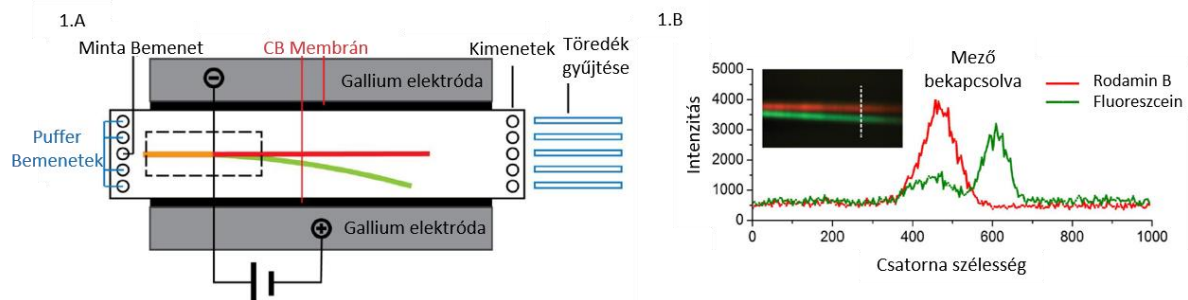 1.A
Minta Bemenet
CB Membrán
Kimenetek
Töredék
gyűjtése
Gallium elektróda
Puffer
Bemenetek
Gallium elektróda
1.B
Mező
bekapcsolva
Rodamin B
Fluoreszcein
Intenzitás
5000
4000
3000
2000
1000
0
0
200
400
600
800
1000
Csatorna szélesség